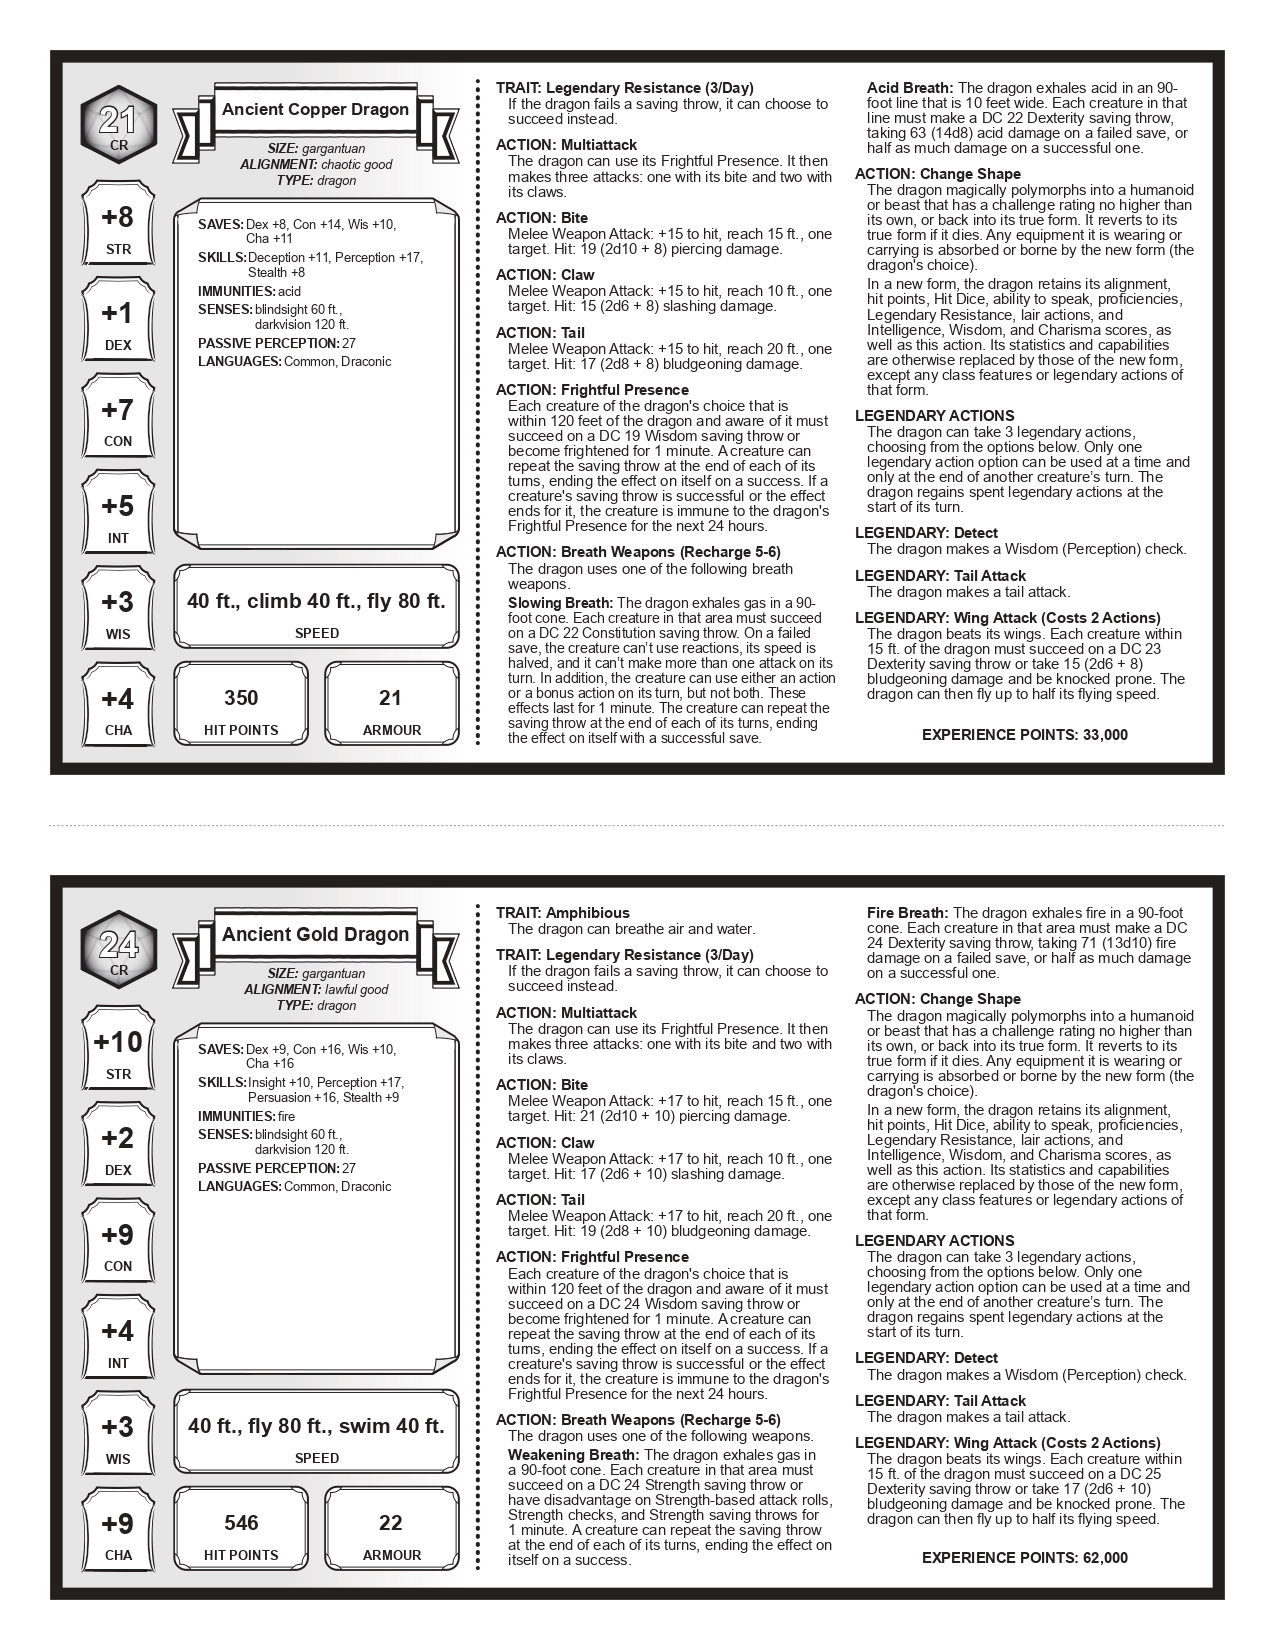 21
CR
Ancient Copper Dragon
SIZE: gargantuan
ALIGNMENT: chaotic good
TYPE: dragon
+8
STR
+1
DEX
+7
CON
+5
INT
+3
WIS
+4
CHA
SAVES: Dex +8, Con +14, Wis +10,
Cha +11
SKILLS: Deception +11, Perception +17,
Stealth +8
IMMUNITIES: acid
SENSES: blindsight 60 ft.,
darkvision 120 ft.
PASSIVE PERCEPTION: 27
LANGUAGES: Common, Draconic
40 ft., climb 40 ft., fly 80 ft.
SPEED
350
HIT POINTS
21
ARMOUR
TRAIT: Legendary Resistance (3/Day)
If the dragon fails a saving throw, it can choose to
succeed instead.
ACTION: Multiattack
The dragon can use its Frightful Presence. It then
makes three attacks: one with its bite and two with
its claws.
ACTION: Bite
Melee Weapon Attack: +15 to hit, reach 15 ft., one
target. Hit: 19 (2d10 + 8) piercing damage.
ACTION: Claw
Melee Weapon Attack: +15 to hit, reach 10 ft., one
target. Hit: 15 (2d6 + 8) slashing damage.
ACTION: Tail
Melee Weapon Attack: +15 to hit, reach 20 ft., one
target. Hit: 17 (2d8 + 8) bludgeoning damage.
ACTION: Frightful Presence
Each creature of the dragon's choice that is
within 120 feet of the dragon and aware of it must
succeed on a DC 19 Wisdom saving throw or
become frightened for 1 minute. A creature can
repeat the saving throw at the end of each of its
turns, ending the effect on itself on a success. If a
creature's saving throw is successful or the effect
ends for it, the creature is immune to the dragon's
Frightful Presence for the next 24 hours.
ACTION: Breath Weapons (Recharge 5-6)
The dragon uses one of the following breath
weapons.
Slowing Breath: The dragon exhales gas in a 90-
foot cone. Each creature in that area must succeed
on a DC 22 Constitution saving throw. On a failed
save, the creature can’t use reactions, its speed is
halved, and it can’t make more than one attack on its
turn. In addition, the creature can use either an action
or a bonus action on its turn, but not both. These
effects last for 1 minute. The creature can repeat the
saving throw at the end of each of its turns, ending
the effect on itself with a successful save.
Acid Breath: The dragon exhales acid in an 90-
foot line that is 10 feet wide. Each creature in that
line must make a DC 22 Dexterity saving throw,
taking 63 (14d8) acid damage on a failed save, or
half as much damage on a successful one.
ACTION: Change Shape
The dragon magically polymorphs into a humanoid
or beast that has a challenge rating no higher than
its own, or back into its true form. It reverts to its
true form if it dies. Any equipment it is wearing or
carrying is absorbed or borne by the new form (the
dragon's choice).
In a new form, the dragon retains its alignment,
hit points, Hit Dice, ability to speak, proficiencies,
Legendary Resistance, lair actions, and
Intelligence, Wisdom, and Charisma scores, as
well as this action. Its statistics and capabilities
are otherwise replaced by those of the new form,
except any class features or legendary actions of
that form.
LEGENDARY ACTIONS
The dragon can take 3 legendary actions,
choosing from the options below. Only one
legendary action option can be used at a time and
only at the end of another creature’s turn. The
dragon regains spent legendary actions at the
start of its turn.
LEGENDARY: Detect
The dragon makes a Wisdom (Perception) check.
LEGENDARY: Tail Attack
The dragon makes a tail attack.
LEGENDARY: Wing Attack (Costs 2 Actions)
The dragon beats its wings. Each creature within
15 ft. of the dragon must succeed on a DC 23
Dexterity saving throw or take 15 (2d6 + 8)
bludgeoning damage and be knocked prone. The
dragon can then fly up to half its flying speed.
EXPERIENCE POINTS: 33,000
24
CR
Ancient Gold Dragon
SIZE: gargantuan
ALIGNMENT: lawful good
TYPE: dragon
+10
STR
+2
DEX
+9
CON
+4
INT
+3
WIS
+9
CHA
SAVES: Dex +9, Con +16, Wis +10,
Cha +16
SKILLS: Insight +10, Perception +17,
Persuasion +16, Stealth +9
IMMUNITIES: fire
SENSES: blindsight 60 ft.,
darkvision 120 ft.
PASSIVE PERCEPTION: 27
LANGUAGES: Common, Draconic
40 ft., fly 80 ft., swim 40 ft.
SPEED
546
HIT POINTS
22
ARMOUR
TRAIT: Amphibious
The dragon can breathe air and water.
TRAIT: Legendary Resistance (3/Day)
If the dragon fails a saving throw, it can choose to
succeed instead.
ACTION: Multiattack
The dragon can use its Frightful Presence. It then
makes three attacks: one with its bite and two with
its claws.
ACTION: Bite
Melee Weapon Attack: +17 to hit, reach 15 ft., one
target. Hit: 21 (2d10 + 10) piercing damage.
ACTION: Claw
Melee Weapon Attack: +17 to hit, reach 10 ft., one
target. Hit: 17 (2d6 + 10) slashing damage.
ACTION: Tail
Melee Weapon Attack: +17 to hit, reach 20 ft., one
target. Hit: 19 (2d8 + 10) bludgeoning damage.
ACTION: Frightful Presence
Each creature of the dragon's choice that is
within 120 feet of the dragon and aware of it must
succeed on a DC 24 Wisdom saving throw or
become frightened for 1 minute. A creature can
repeat the saving throw at the end of each of its
turns, ending the effect on itself on a success. If a
creature's saving throw is successful or the effect
ends for it, the creature is immune to the dragon's
Frightful Presence for the next 24 hours.
ACTION: Breath Weapons (Recharge 5-6)
The dragon uses one of the following weapons.
Weakening Breath: The dragon exhales gas in
a 90-foot cone. Each creature in that area must
succeed on a DC 24 Strength saving throw or
have disadvantage on Strength-based attack rolls,
Strength checks, and Strength saving throws for
1 minute. A creature can repeat the saving throw
at the end of each of its turns, ending the effect on
itself on a success.
Fire Breath: The dragon exhales fire in a 90-foot
cone. Each creature in that area must make a DC
24 Dexterity saving throw, taking 71 (13d10) fire
damage on a failed save, or half as much damage
on a successful one.
ACTION: Change Shape
The dragon magically polymorphs into a humanoid
or beast that has a challenge rating no higher than
its own, or back into its true form. It reverts to its
true form if it dies. Any equipment it is wearing or
carrying is absorbed or borne by the new form (the
dragon's choice).
In a new form, the dragon retains its alignment,
hit points, Hit Dice, ability to speak, proficiencies,
Legendary Resistance, lair actions, and
Intelligence, Wisdom, and Charisma scores, as
well as this action. Its statistics and capabilities
are otherwise replaced by those of the new form,
except any class features or legendary actions of
that form.
LEGENDARY ACTIONS
The dragon can take 3 legendary actions,
choosing from the options below. Only one
legendary action option can be used at a time and
only at the end of another creature’s turn. The
dragon regains spent legendary actions at the
start of its turn.
LEGENDARY: Detect
The dragon makes a Wisdom (Perception) check.
LEGENDARY: Tail Attack
The dragon makes a tail attack.
LEGENDARY: Wing Attack (Costs 2 Actions)
The dragon beats its wings. Each creature within
15 ft. of the dragon must succeed on a DC 25
Dexterity saving throw or take 17 (2d6 + 10)
bludgeoning damage and be knocked prone. The
dragon can then fly up to half its flying speed.
EXPERIENCE POINTS: 62,000